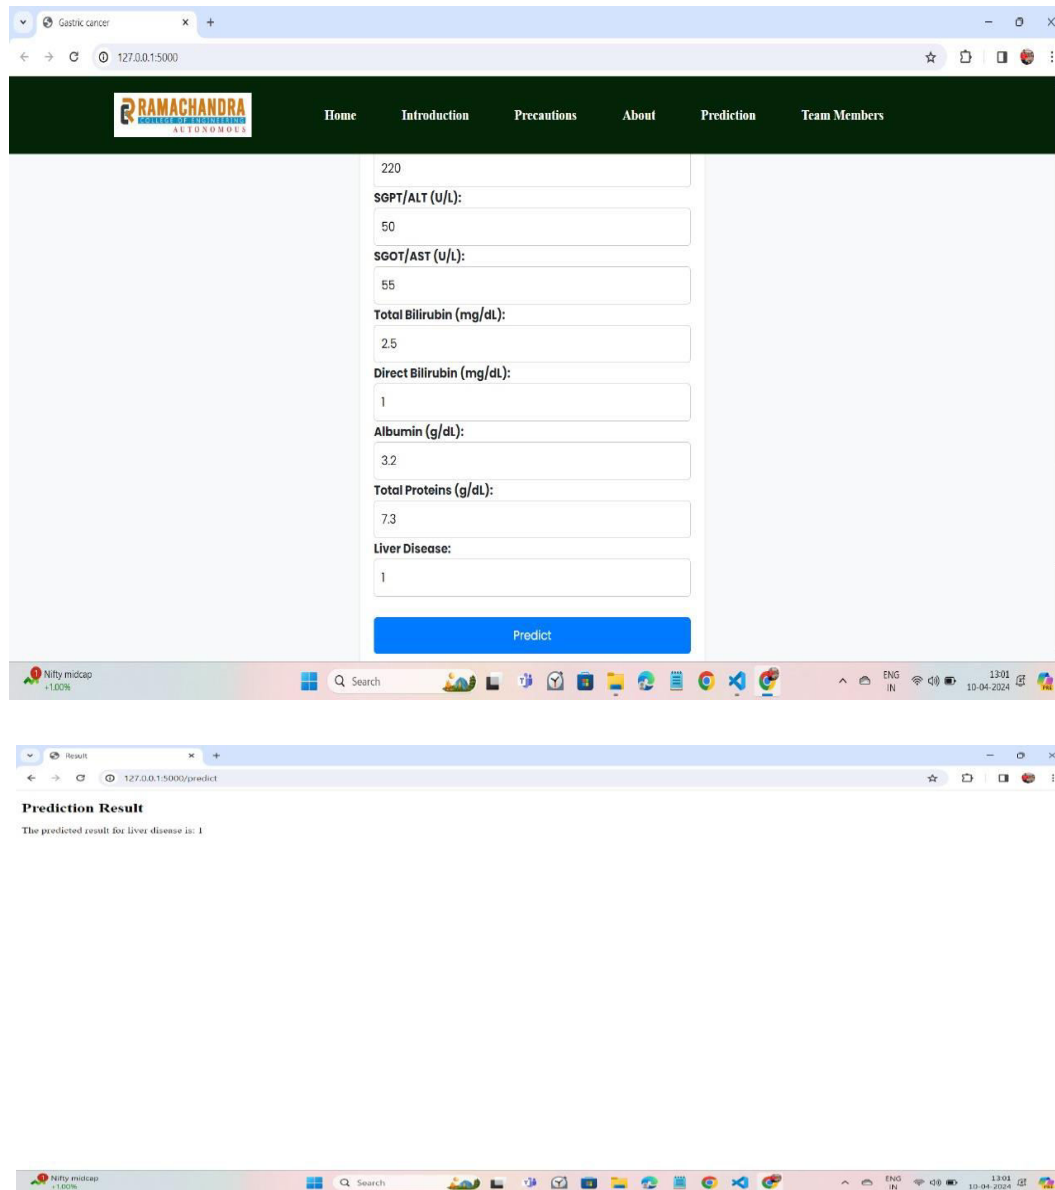 Gastric cancer
127.0.0.1:5000
RAMACHANDRA
COLLEGE OF ENGINEERING
AUTONOMOUS
Home Introduction Precautions About Prediction Team Members
220
SGPT/ALT (U/L):
50
SGOT/AST (U/L):
55
Total Bilirubin (mg/dL):
2.5
Direct Bilirubin (mg/dL):
1
Albumin (g/dL):
3.2
Total Proteins (g/dL):
7.3
Liver Disease:
1
Predict
1 Nifty midcap
+1.00%
Search
ENG
IN
13:01
10-04-2024
PRE
Result
127.0.0.1:5000/predict
Prediction Result
The predicted result for liver disease is: 1
Nifty midcap
+1.00%
Search
ENG
IN
13:01
10-04-2024